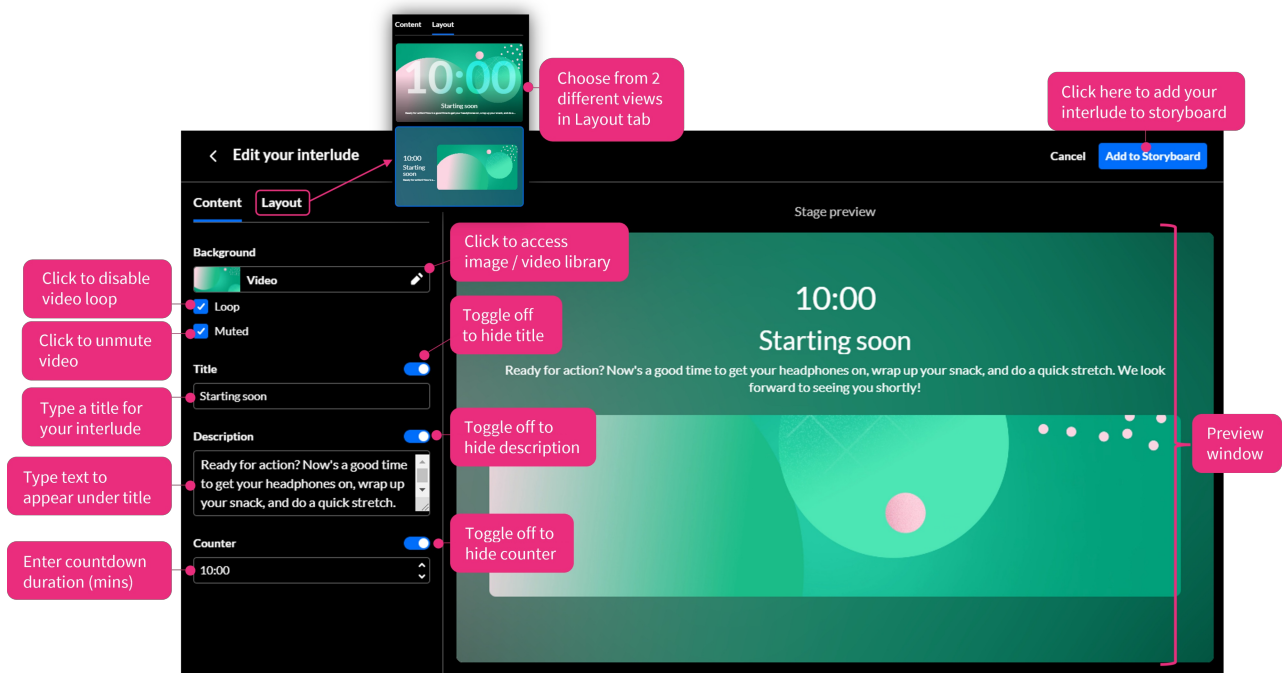 Content Layout
10:00
Starting soon
10:00
Starting
soon
Choose from 2
different views
in Layout tab
Click here to add your
interlude to storyboard
Edit your interlude
Cancel
Add to Storyboard
Content Layout
Stage preview
Background
Video
Click to access
image / video library
Click to disable
video loop
Loop
Click to unmute
video
Muted
Toggle off
to hide title
Title
Starting soon
Type a title for
your interlude
Description
Toggle off to
hide description
Ready for action? Now's a good time
to get your headphones on, wrap up
your snack, and do a quick stretch.
Type text to
appear under title
Counter
Toggle off to
hide counter
10:00
Enter countdown
duration (mins)
10:00
Starting soon
Ready for action? Now's a good time to get your headphones on, wrap up your snack, and do a quick stretch. We look
forward to seeing you shortly!
Preview
window